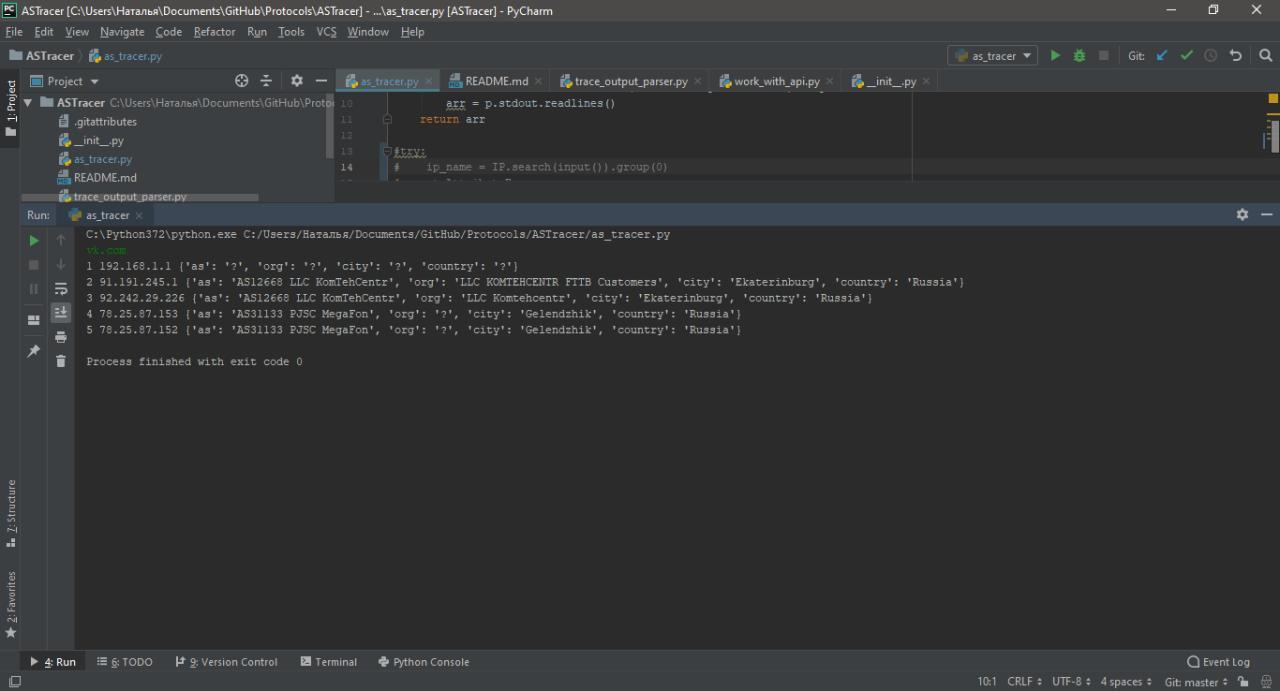 ASTracer [C:\Users\Наталья\Documents\GitHub\Protocols\ASTracer] - ...\as_tracer.py [ASTracer] - PyCharm
File Edit View Navigate Code Refactor Run Tools VCS Window Help
ASTracer as_tracer.py as_tracer Git:
1: Project
Project
as_tracer.py README.md trace_output_parser.py work_with_api.py __init__.py
ASTracer C:\Users\Наталья\Documents\GitHub\Proto
.gitattributes
__init__.py
as_tracer.py
README.md
trace_output_parser.py
10 arr = p.stdout.readlines()
11 return arr
12
13 #try:
14 # ip_name = IP.search(input()).group(0)
Run: as_tracer
C:\Python372\python.exe C:/Users/Наталья/Documents/GitHub/Protocols/ASTracer/as_tracer.py
vk.com
1 192.168.1.1 {'as': '?', 'org': '?', 'city': '?', 'country': '?'}
2 91.191.245.1 {'as': 'AS12668 LLC KomTehCentr', 'org': 'LLC KOMTEHCENTR FTTB Customers', 'city': 'Ekaterinburg', 'country': 'Russia'}
3 92.242.29.226 {'as': 'AS12668 LLC KomTehCentr', 'org': 'LLC Komtehcentr', 'city': 'Ekaterinburg', 'country': 'Russia'}
4 78.25.87.153 {'as': 'AS31133 PJSC MegaFon', 'org': '?', 'city': 'Gelendzhik', 'country': 'Russia'}
5 78.25.87.152 {'as': 'AS31133 PJSC MegaFon', 'org': '?', 'city': 'Gelendzhik', 'country': 'Russia'}
Process finished with exit code 0
7: Structure
2: Favorites
4: Run 6: TODO 9: Version Control Terminal Python Console Event Log
10:1 CRLF UTF-8 4 spaces Git: master